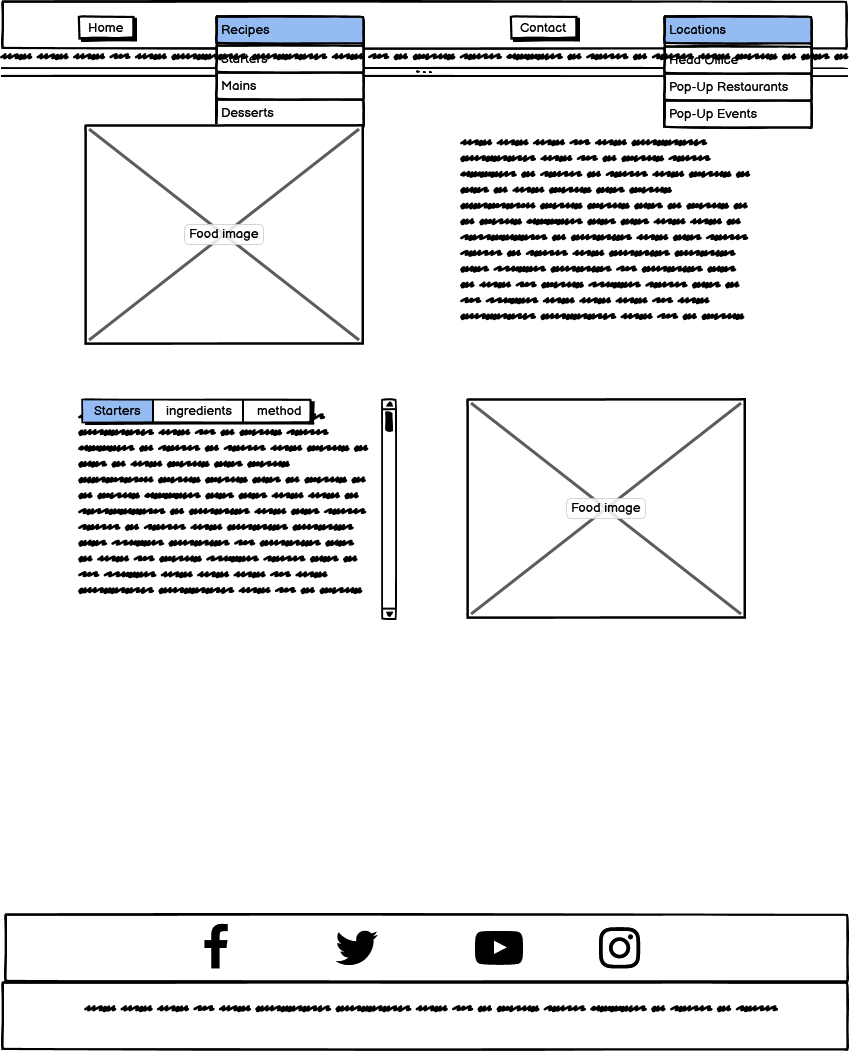 Home
Recipes
Contact
Locations
Starters
Head Office
Mains
Pop-Up Restaurants
Desserts
Pop-Up Events
Food image
Starters ingredients method
Food image